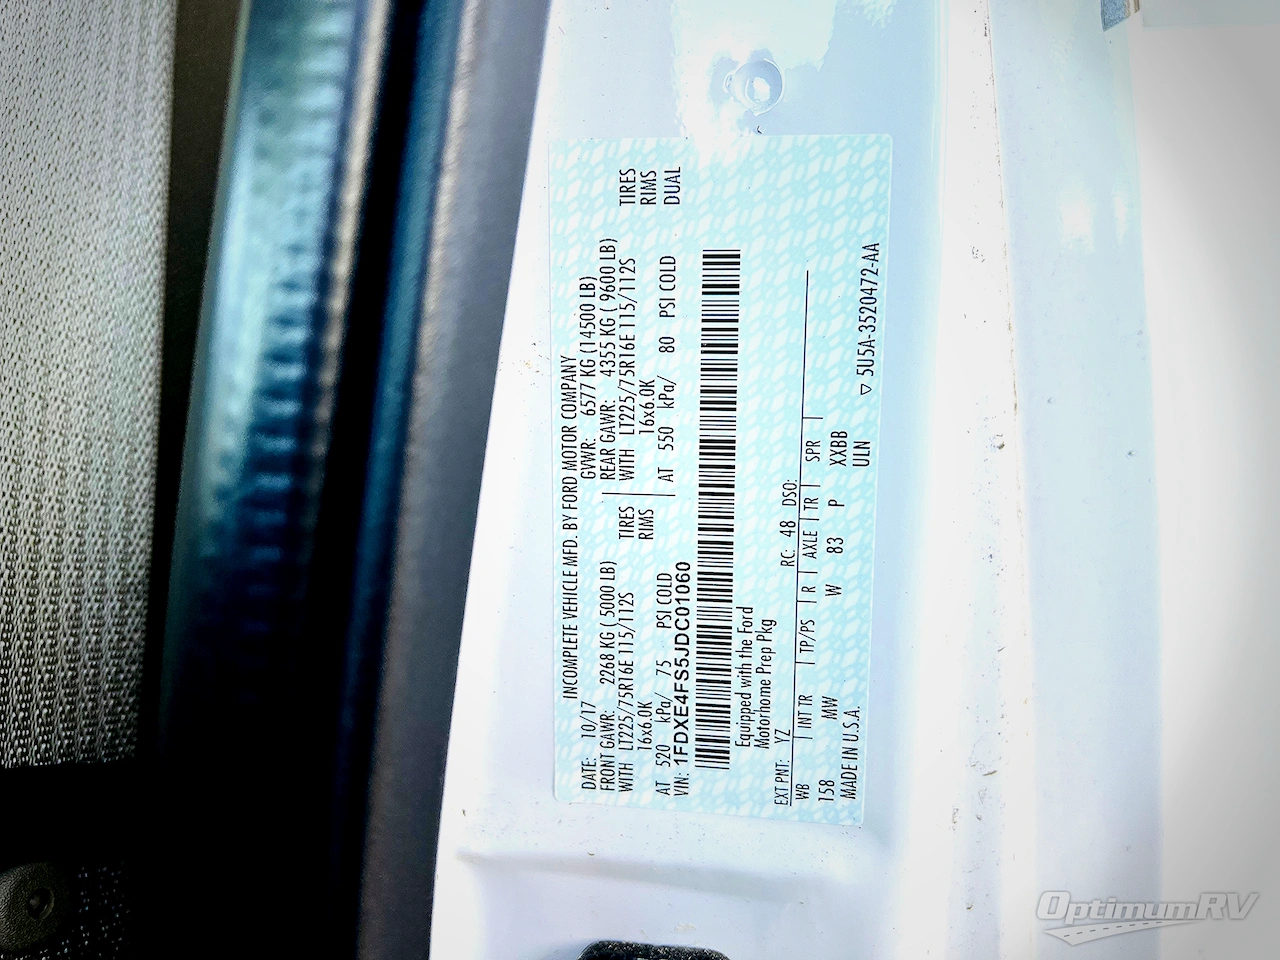 INCOMPLETE VEHICLE MFD. BY FORD MOTOR COMPANY
DATE: 10/17 GVWR: 6577 KG (14500 LB)
FRONT GAWR: 2268 KG ( 5000 LB) REAR GAWR: 4355 KG ( 9600 LB)
WITH LT225/75R16E 115/112S TIRES WITH LT225/75R16E 115/112S TIRES
16x6.0K RIMS 16x6.0K RIMS
AT 520 kPa/ 75 PSI COLD AT 550 kPa/ 80 PSI COLD DUAL
VIN: 1FDXE4FS5JDC01060
Equipped with the Ford
Motorhome Prep Pkg
EXT PNT: YZ RC: 48 DSO:
WB INT TR TP/PS R AXLE TR SPR
158 MW W 83 P XXBB
MADE IN U.S.A. ULN ▽ 5U5A-3520472-AA
OptimumRV